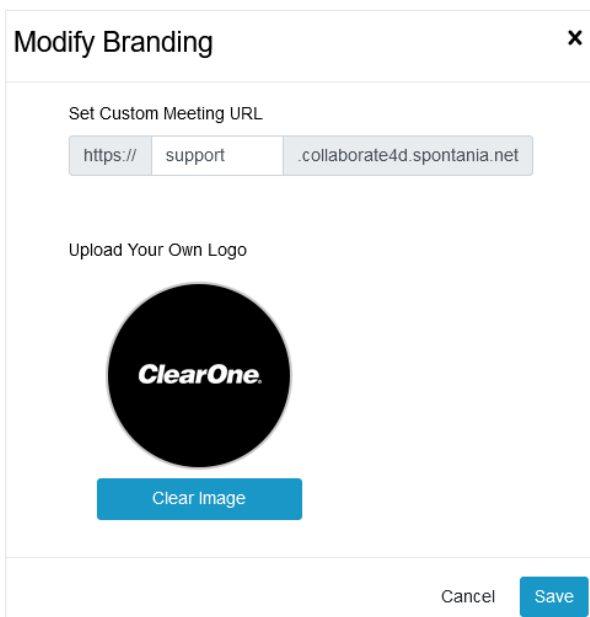 Modify Branding ×
Set Custom Meeting URL
https:// support .collaborate4d.spontania.net
Upload Your Own Logo
ClearOne.
Clear Image
Cancel Save